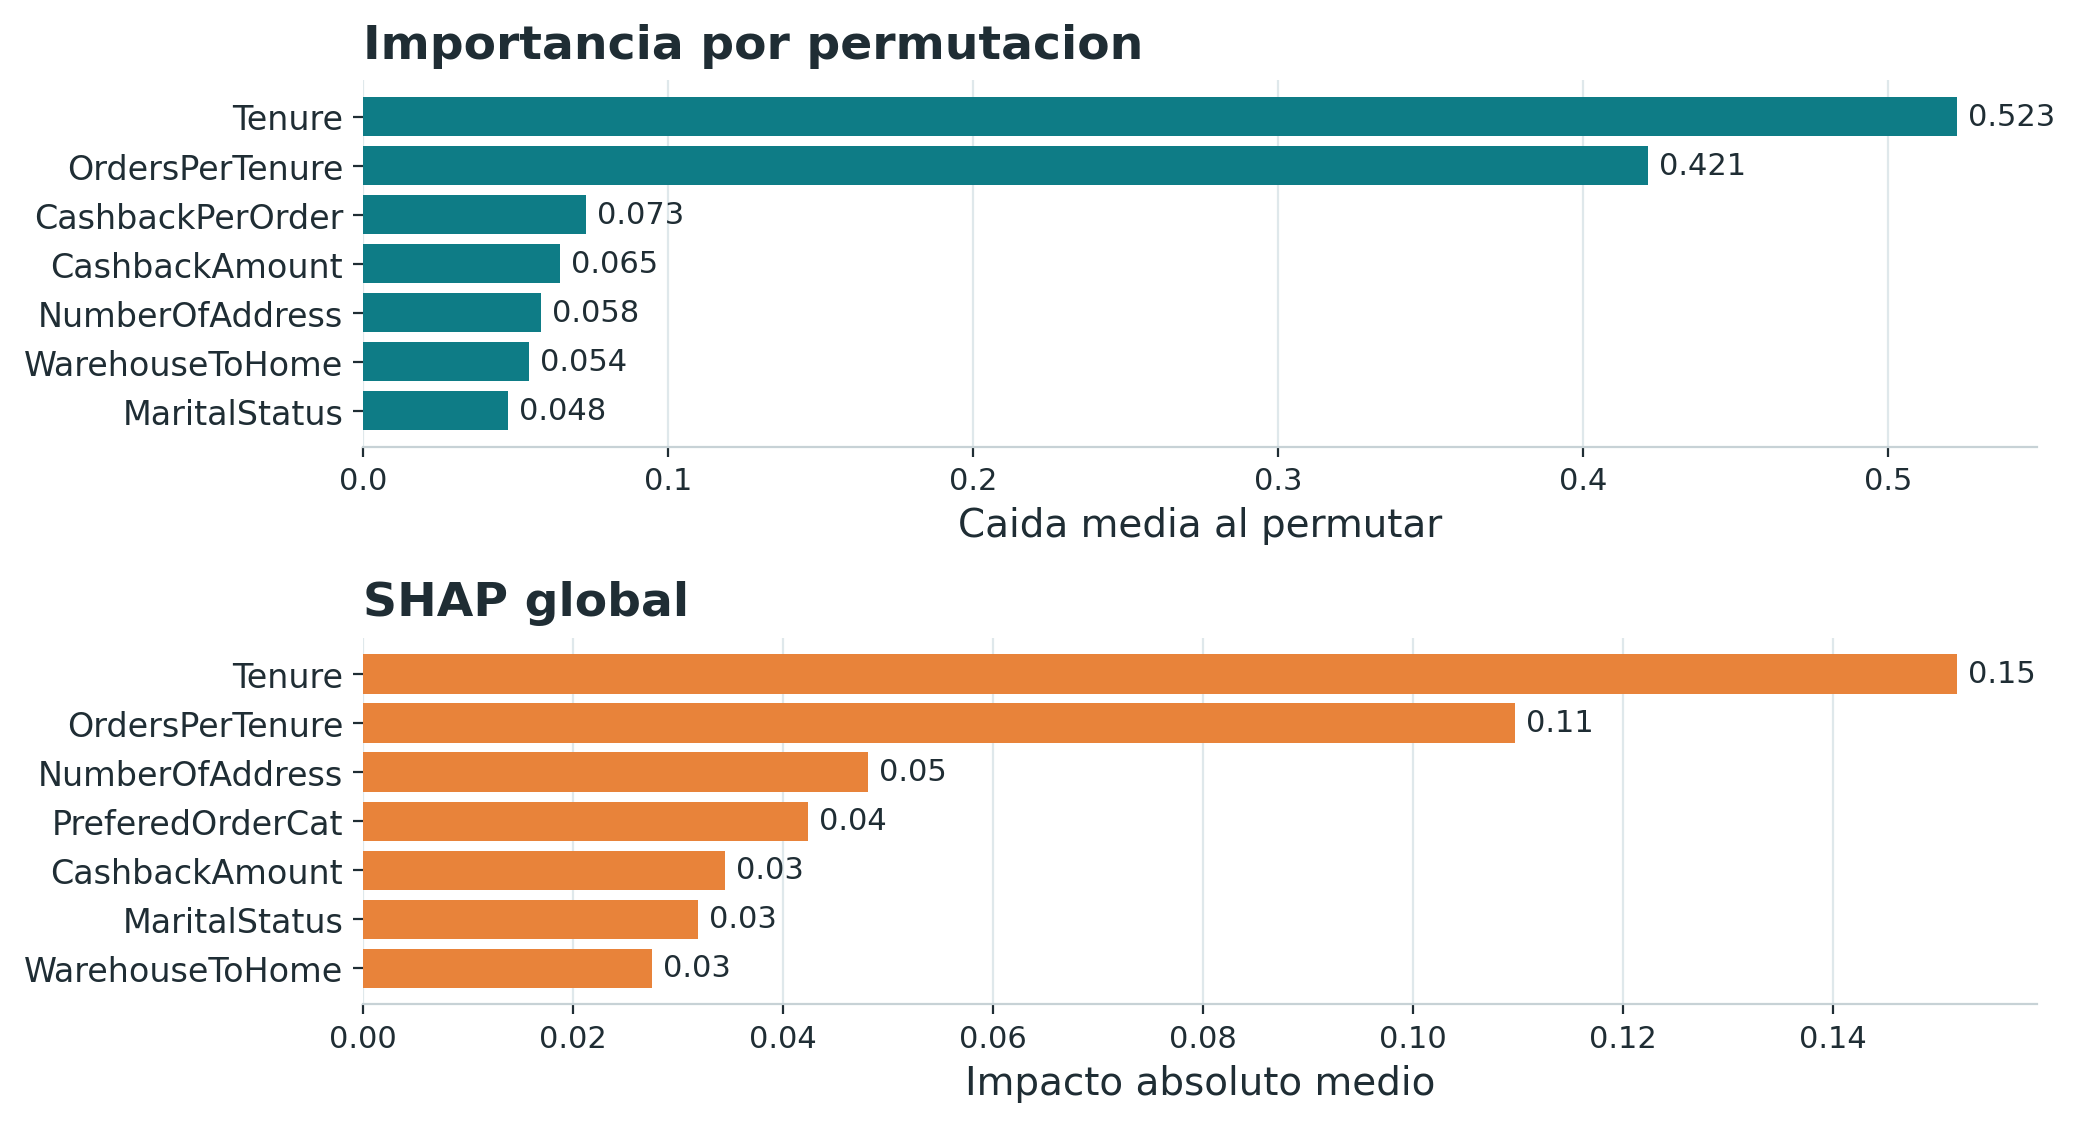 Importancia por permutacion
Tenure 0.523
OrdersPerTenure 0.421
CashbackPerOrder 0.073
CashbackAmount 0.065
NumberOfAddress 0.058
WarehouseToHome 0.054
MaritalStatus 0.048
0.0 0.1 0.2 0.3 0.4 0.5
Caida media al permutar
SHAP global
Tenure 0.15
OrdersPerTenure 0.11
NumberOfAddress 0.05
PreferedOrderCat 0.04
CashbackAmount 0.03
MaritalStatus 0.03
WarehouseToHome 0.03
0.00 0.02 0.04 0.06 0.08 0.10 0.12 0.14
Impacto absoluto medio